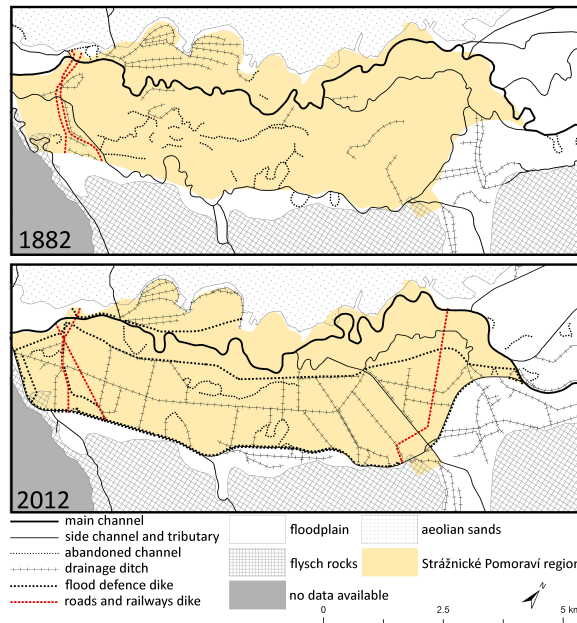 1882
2012
main channel
side channel and tributary
abandoned channel
drainage ditch
flood defence dike
roads and railways dike
floodplain
aeolian sands
flysch rocks
Strážnické Pomoraví region
no data available
N
0 2.5 5 km